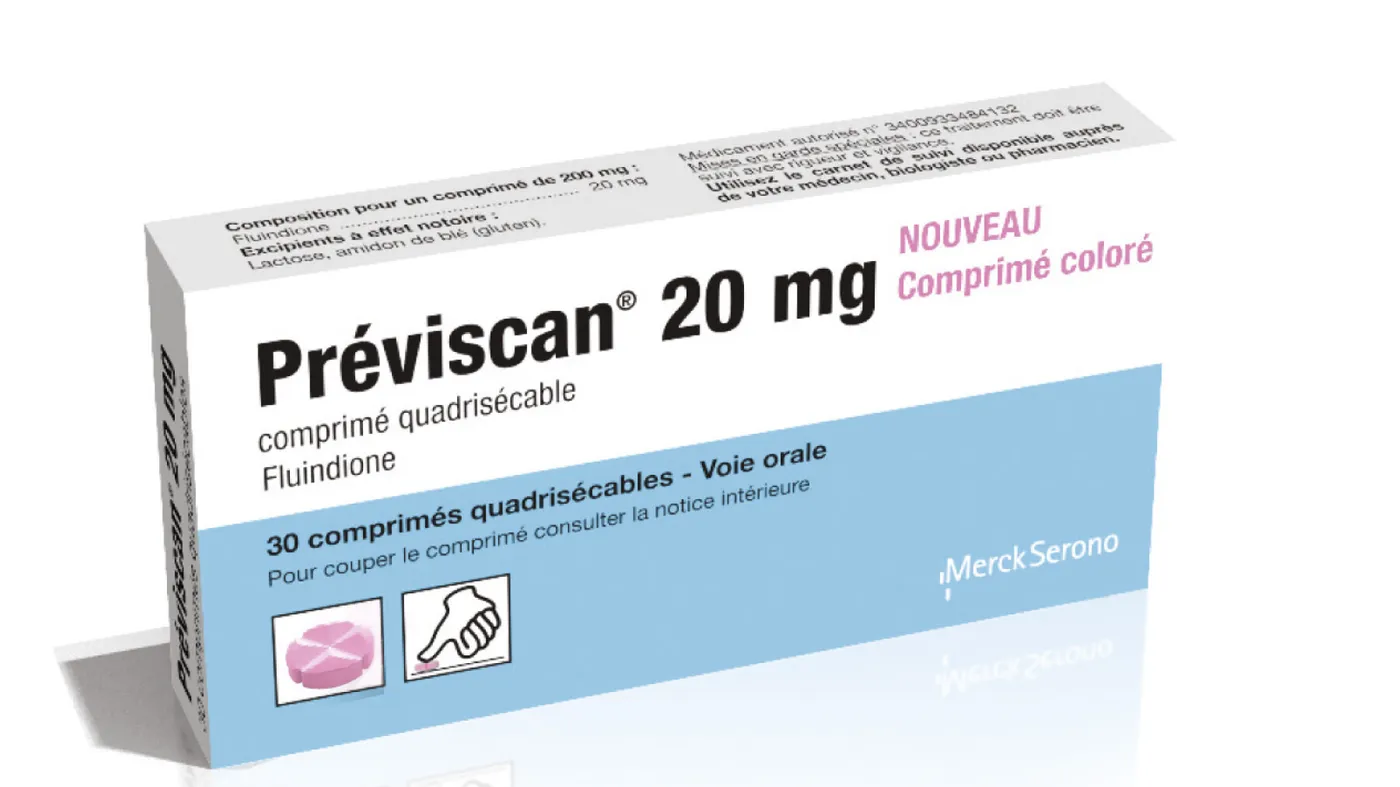 Composition pour un comprimé de 200 mg :
Fluindione ........................................ 20 mg
Excipients à effet notoire :
Lactose, amidon de blé (gluten).
Médicament autorisé n° 3400933484132
Mises en garde spéciales : ce traitement doit être
suivi avec rigueur et vigilance.
Utilisez le carnet de suivi disponible auprès
de votre médecin, biologiste ou pharmacien.
Préviscan® 20 mg
NOUVEAU
Comprimé coloré
comprimé quadrisécable
Fluindione
30 comprimés quadrisécables - Voie orale
Pour couper le comprimé consulter la notice intérieure
Merck Serono
Préviscan® 20 mg